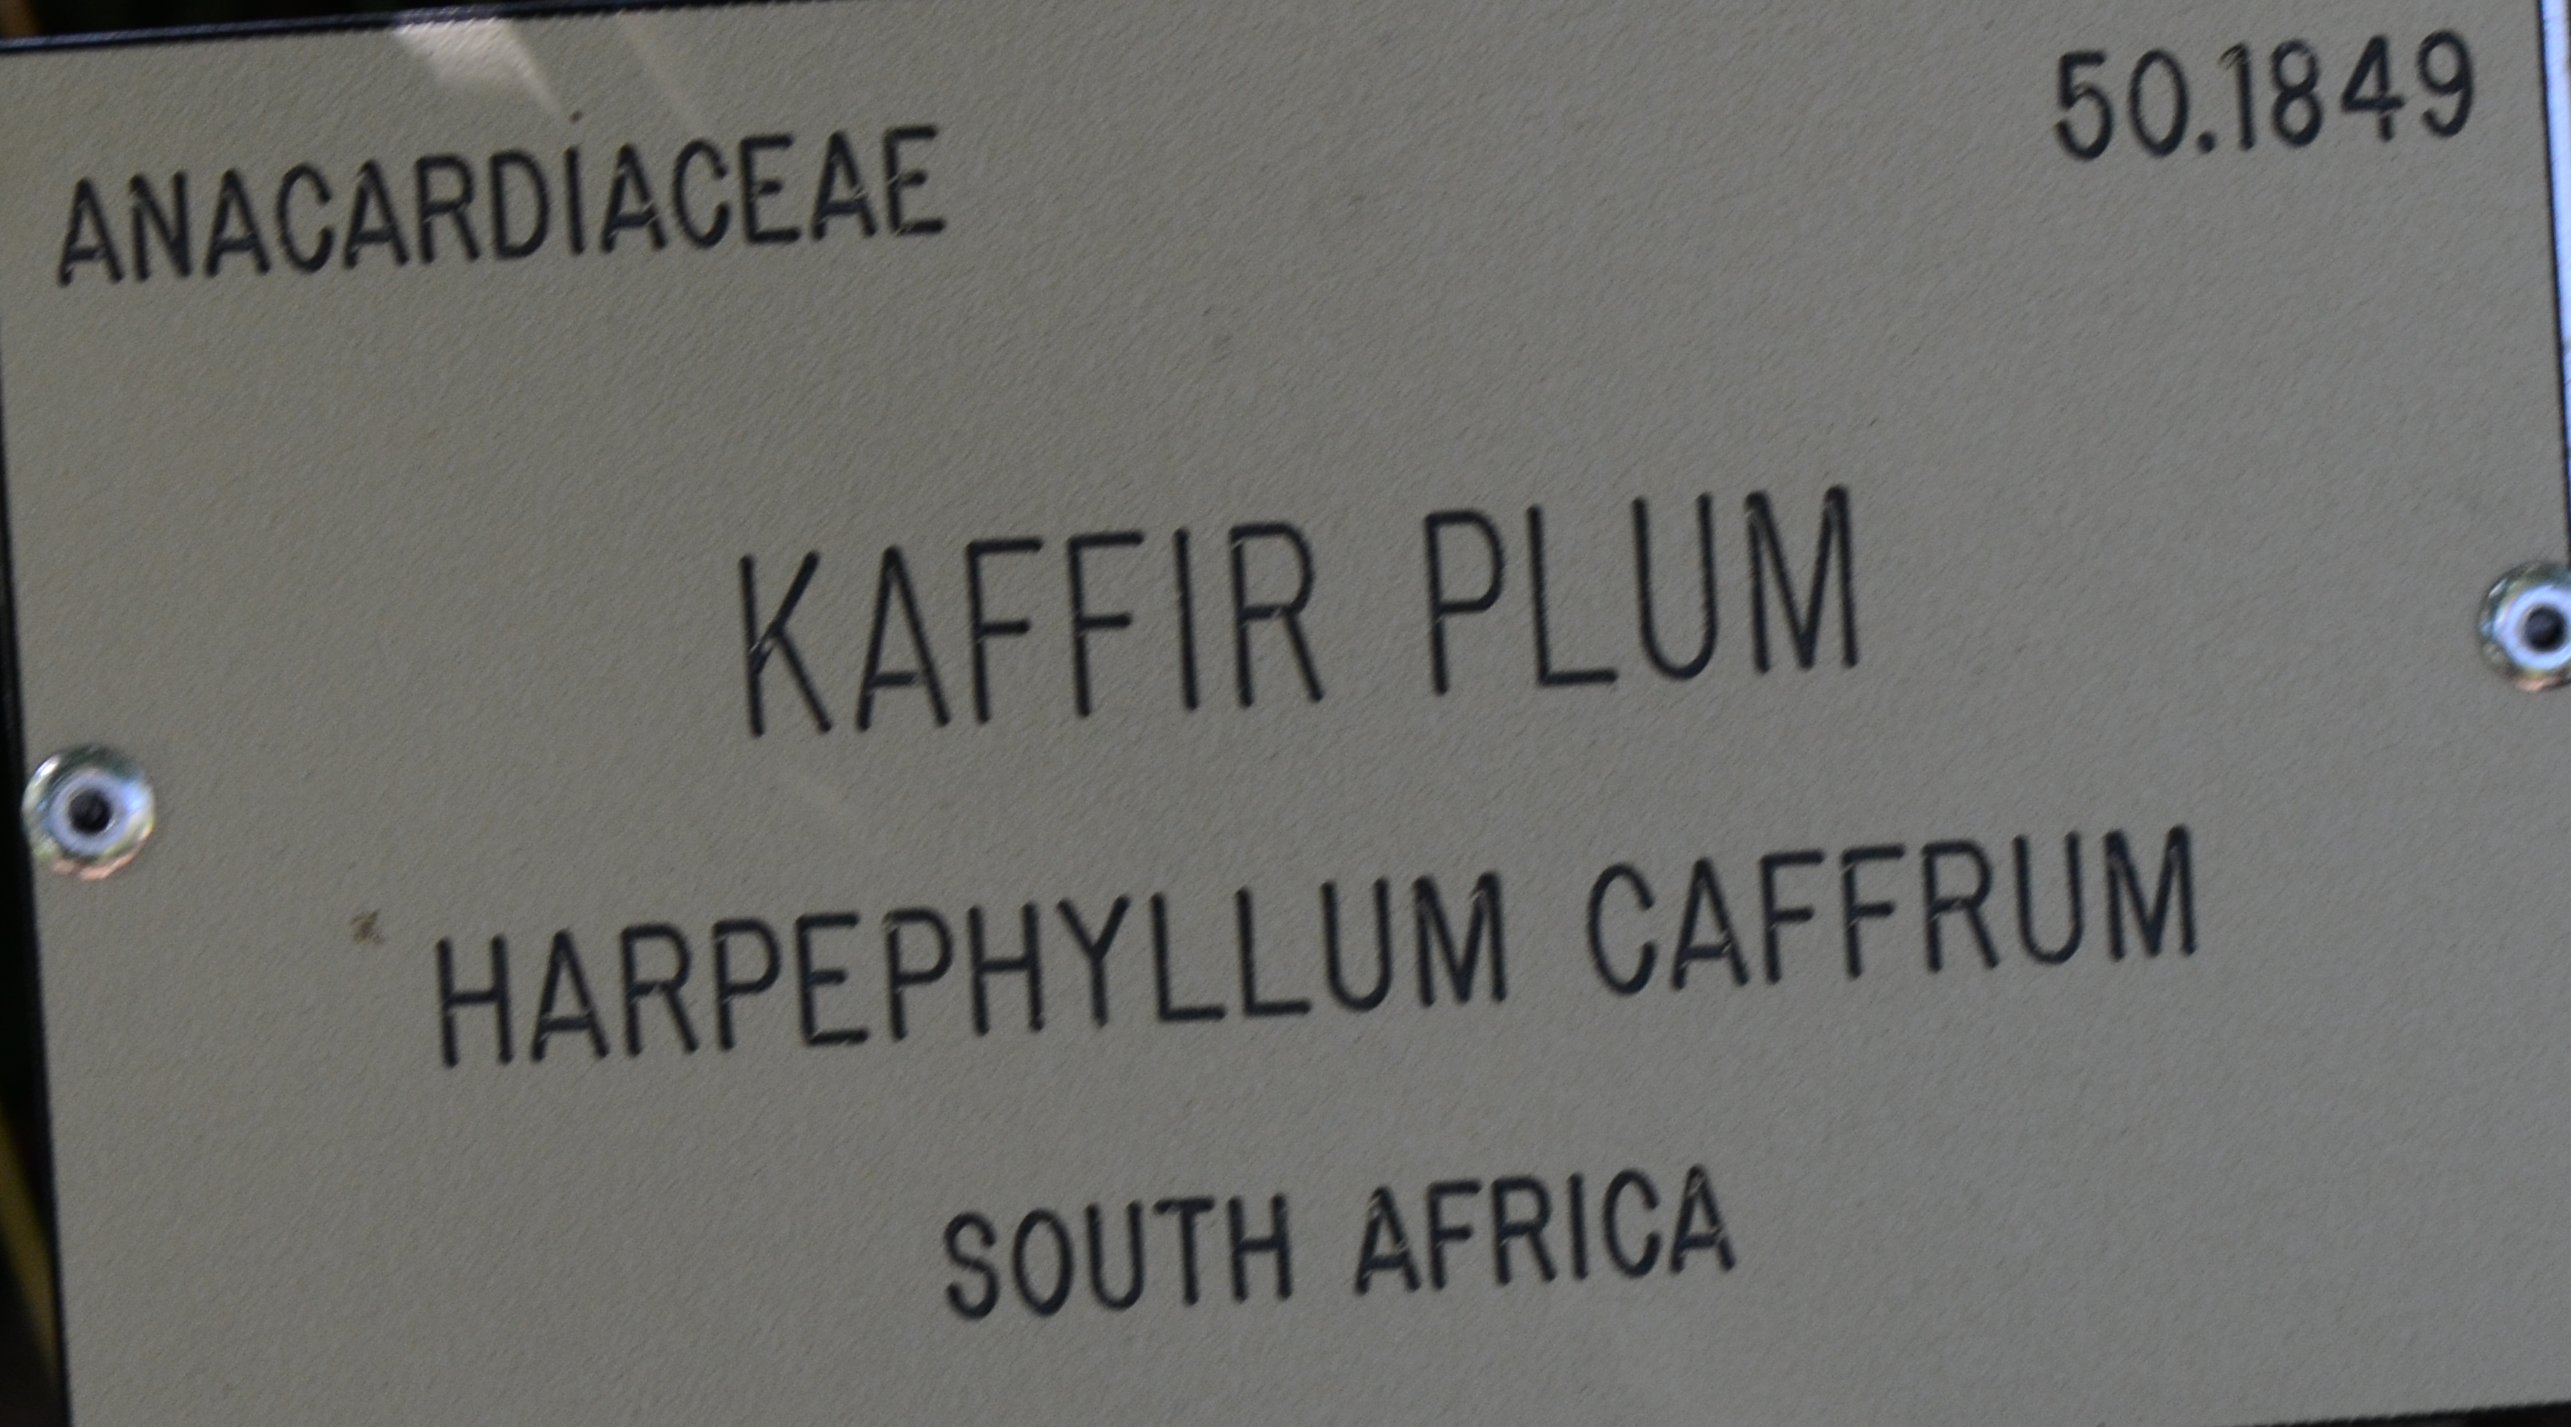 ANACARDIACEAE 50.1849
KAFFIR PLUM
HARPEPHYLLUM CAFFRUM
SOUTH AFRICA